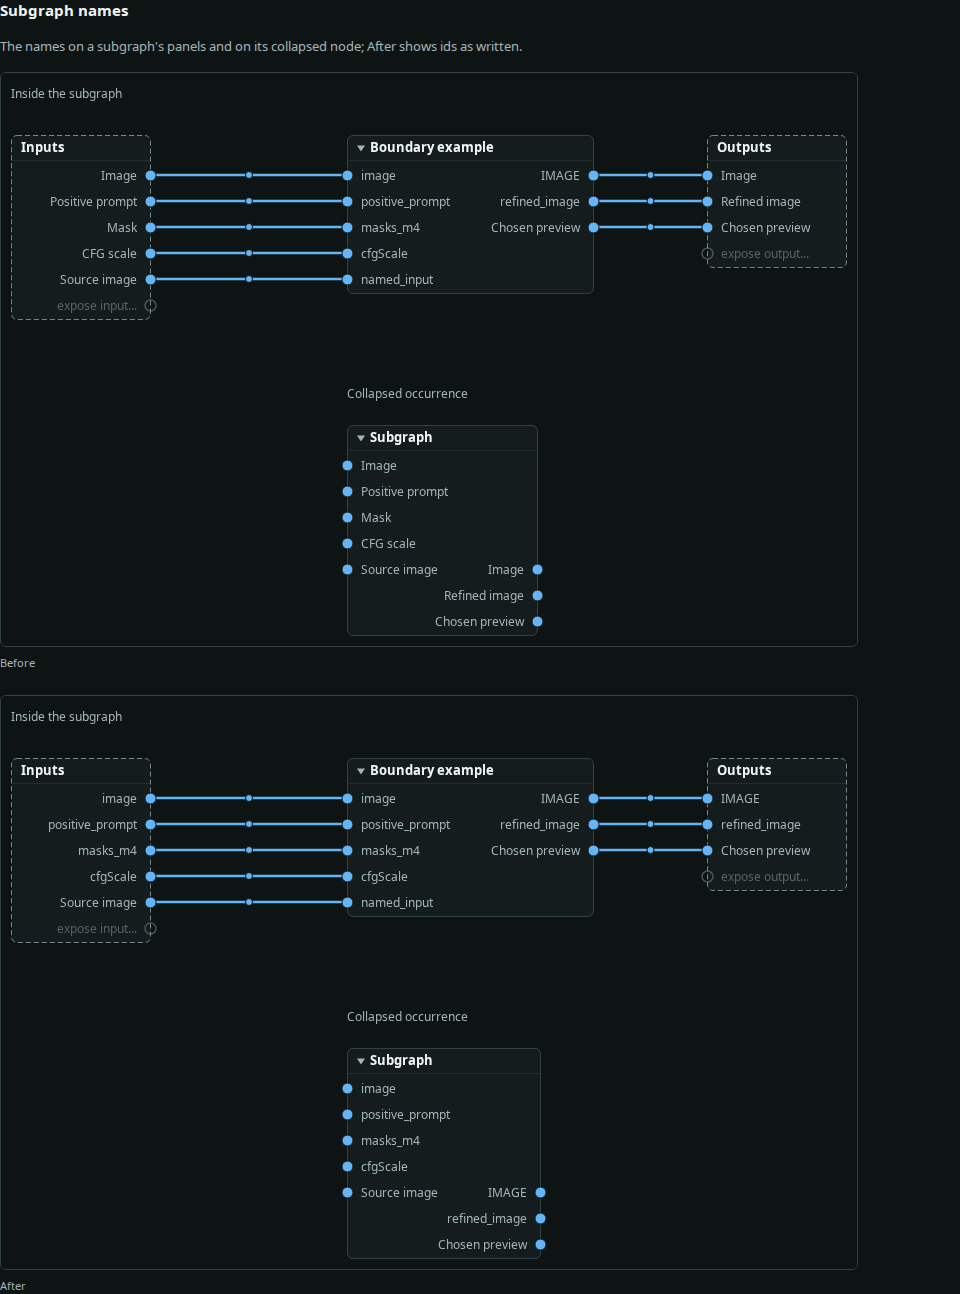 Subgraph names
The names on a subgraph's panels and on its collapsed node; After shows ids as written.
Inside the subgraph
Inputs
Image
Positive prompt
Mask
CFG scale
Source image
expose input...
Boundary example
image IMAGE
positive_prompt refined_image
masks_m4 Chosen preview
cfgScale
named_input
Outputs
Image
Refined image
Chosen preview
expose output...
Collapsed occurrence
Subgraph
Image
Positive prompt
Mask
CFG scale
Source image Image
Refined image
Chosen preview
Before
Inside the subgraph
Inputs
image
positive_prompt
masks_m4
cfgScale
Source image
expose input...
Boundary example
image IMAGE
positive_prompt refined_image
masks_m4 Chosen preview
cfgScale
named_input
Outputs
IMAGE
refined_image
Chosen preview
expose output...
Collapsed occurrence
Subgraph
image
positive_prompt
masks_m4
cfgScale
Source image IMAGE
refined_image
Chosen preview
After